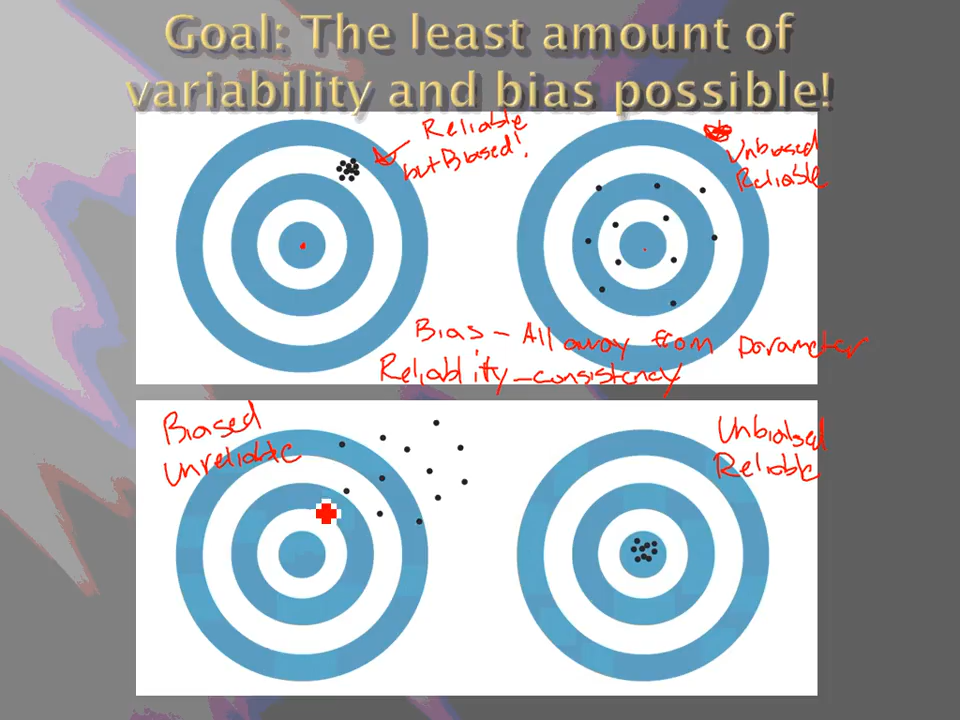 Goal: The least amount of
variability and bias possible!
Reliable
but Biased!
Unbiased
Reliable
Bias - All away from parameter
Reliablity - consistency
Biased
Unreliable
Unbiased
Reliable